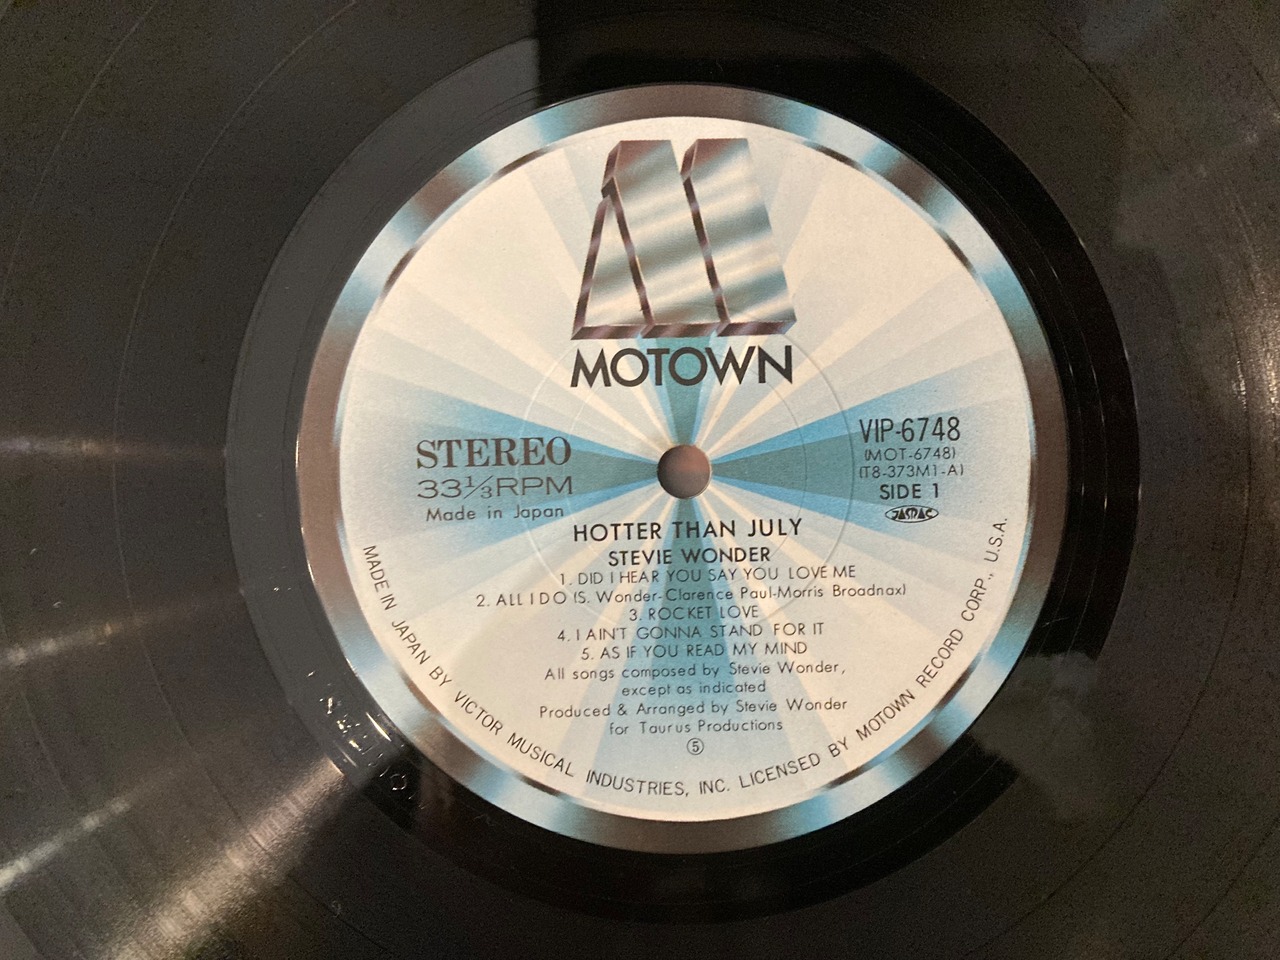 MOTOWN
STEREO
33⅓RPM
Made in Japan
VIP-6748
(MOT-6748)
(T8-373M1-A)
SIDE 1
JASRAC
HOTTER THAN JULY
STEVIE WONDER
1. DID I HEAR YOU SAY YOU LOVE ME
2. ALL I DO (S. Wonder-Clarence Paul-Morris Broadnax)
3. ROCKET LOVE
4. I AIN'T GONNA STAND FOR IT
5. AS IF YOU READ MY MIND
All songs composed by Stevie Wonder,
except as indicated
Produced & Arranged by Stevie Wonder
for Taurus Productions
⑤
MADE IN JAPAN BY VICTOR MUSICAL INDUSTRIES, INC. LICENSED BY MOTOWN RECORD CORP., U.S.A.